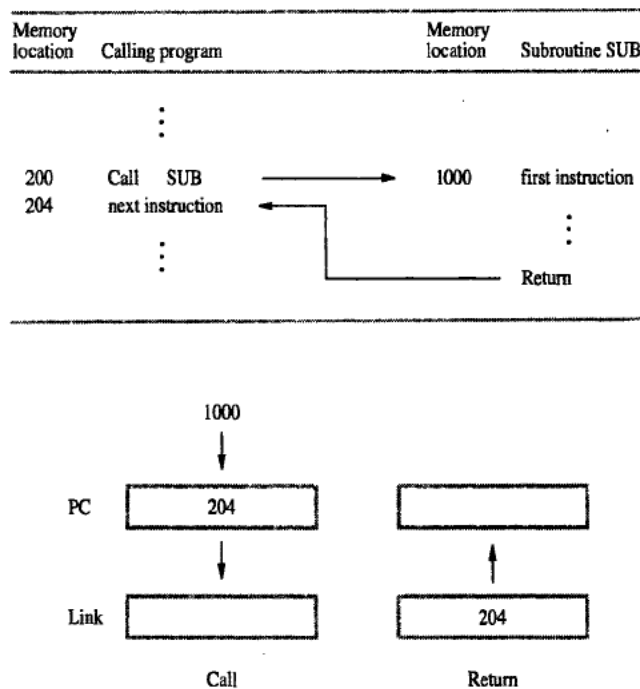 Memory location Calling program Memory location Subroutine SUB
200 Call SUB 1000 first instruction
204 next instruction
Return
1000
PC 204
Link 204
Call Return